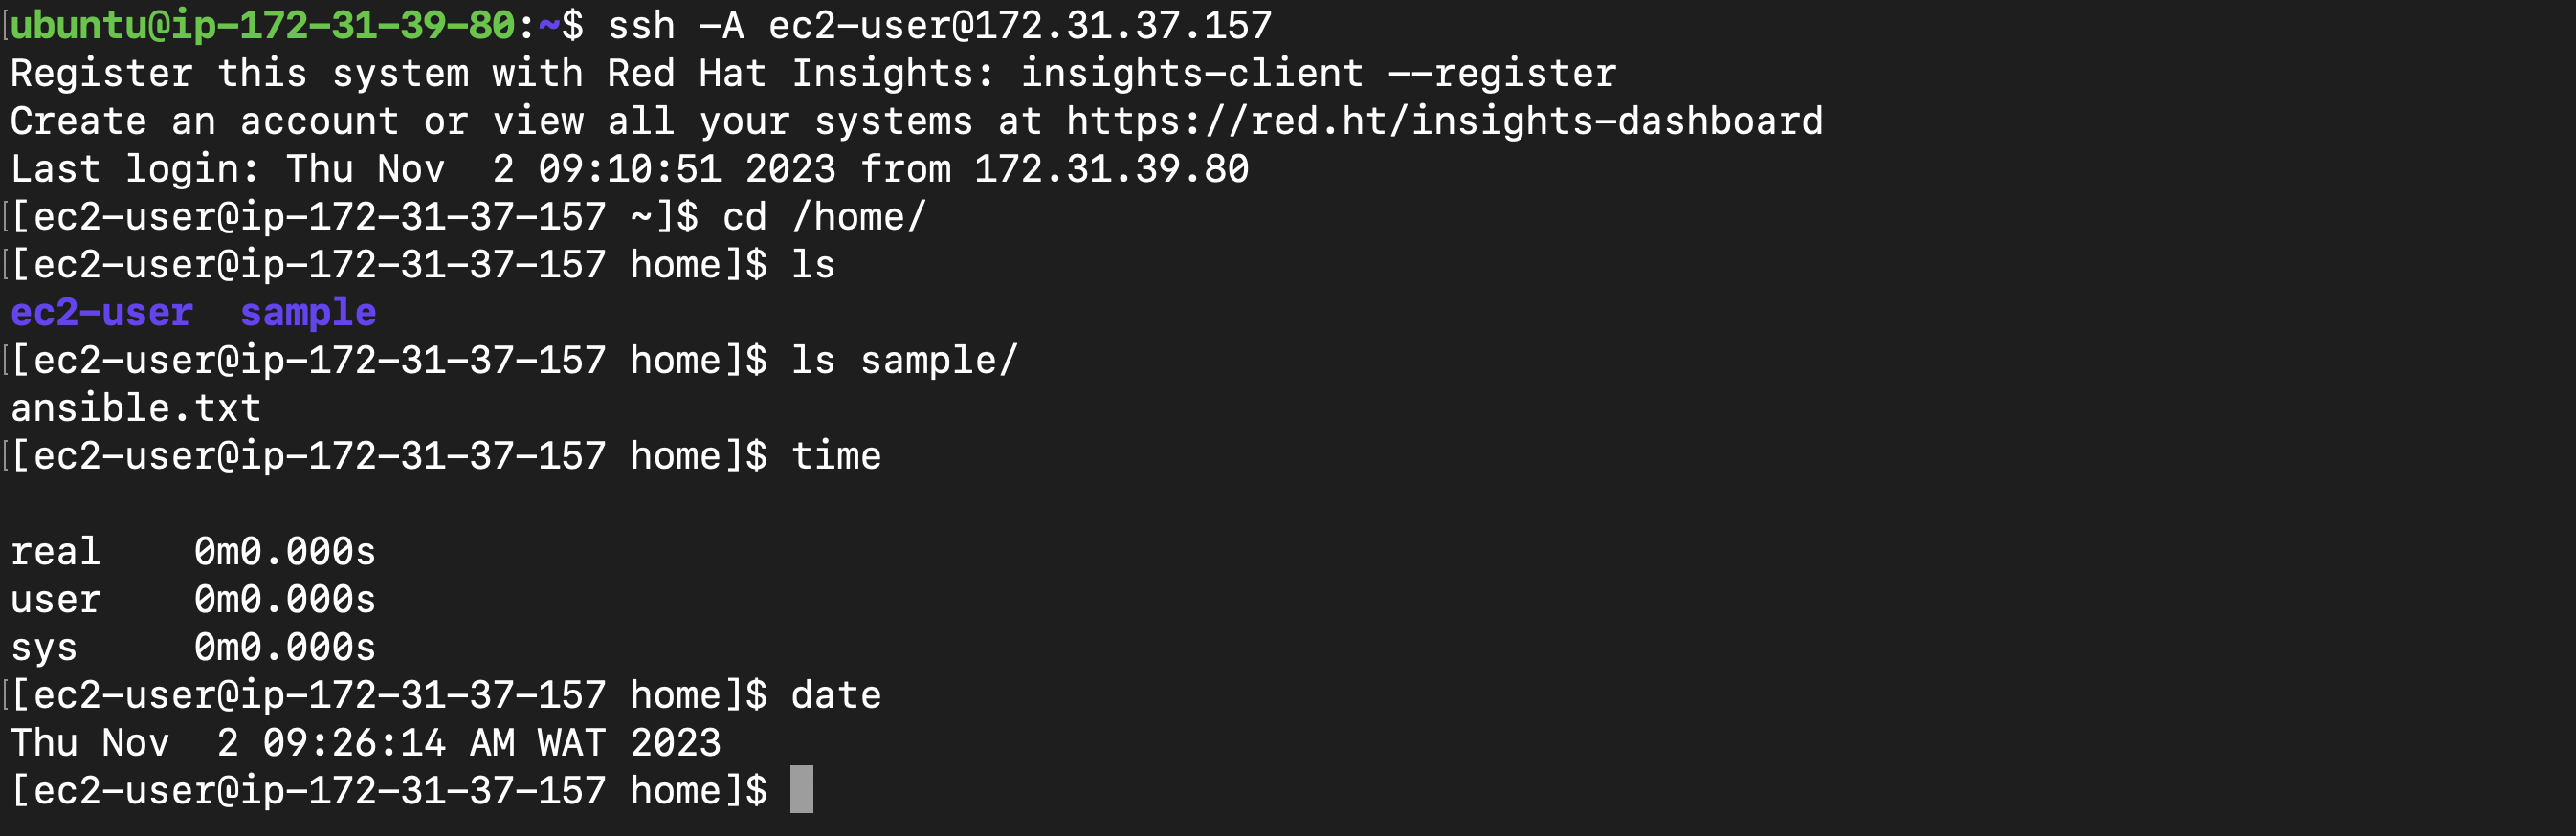 [ubuntu@ip-172-31-39-80:~$ ssh -A ec2-user@172.31.37.157
Register this system with Red Hat Insights: insights-client --register
Create an account or view all your systems at https://red.ht/insights-dashboard
Last login: Thu Nov  2 09:10:51 2023 from 172.31.39.80
[[ec2-user@ip-172-31-37-157 ~]$ cd /home/
[[ec2-user@ip-172-31-37-157 home]$ ls
ec2-user  sample
[[ec2-user@ip-172-31-37-157 home]$ ls sample/
ansible.txt
[[ec2-user@ip-172-31-37-157 home]$ time

real    0m0.000s
user    0m0.000s
sys     0m0.000s
[[ec2-user@ip-172-31-37-157 home]$ date
Thu Nov  2 09:26:14 AM WAT 2023
[ec2-user@ip-172-31-37-157 home]$